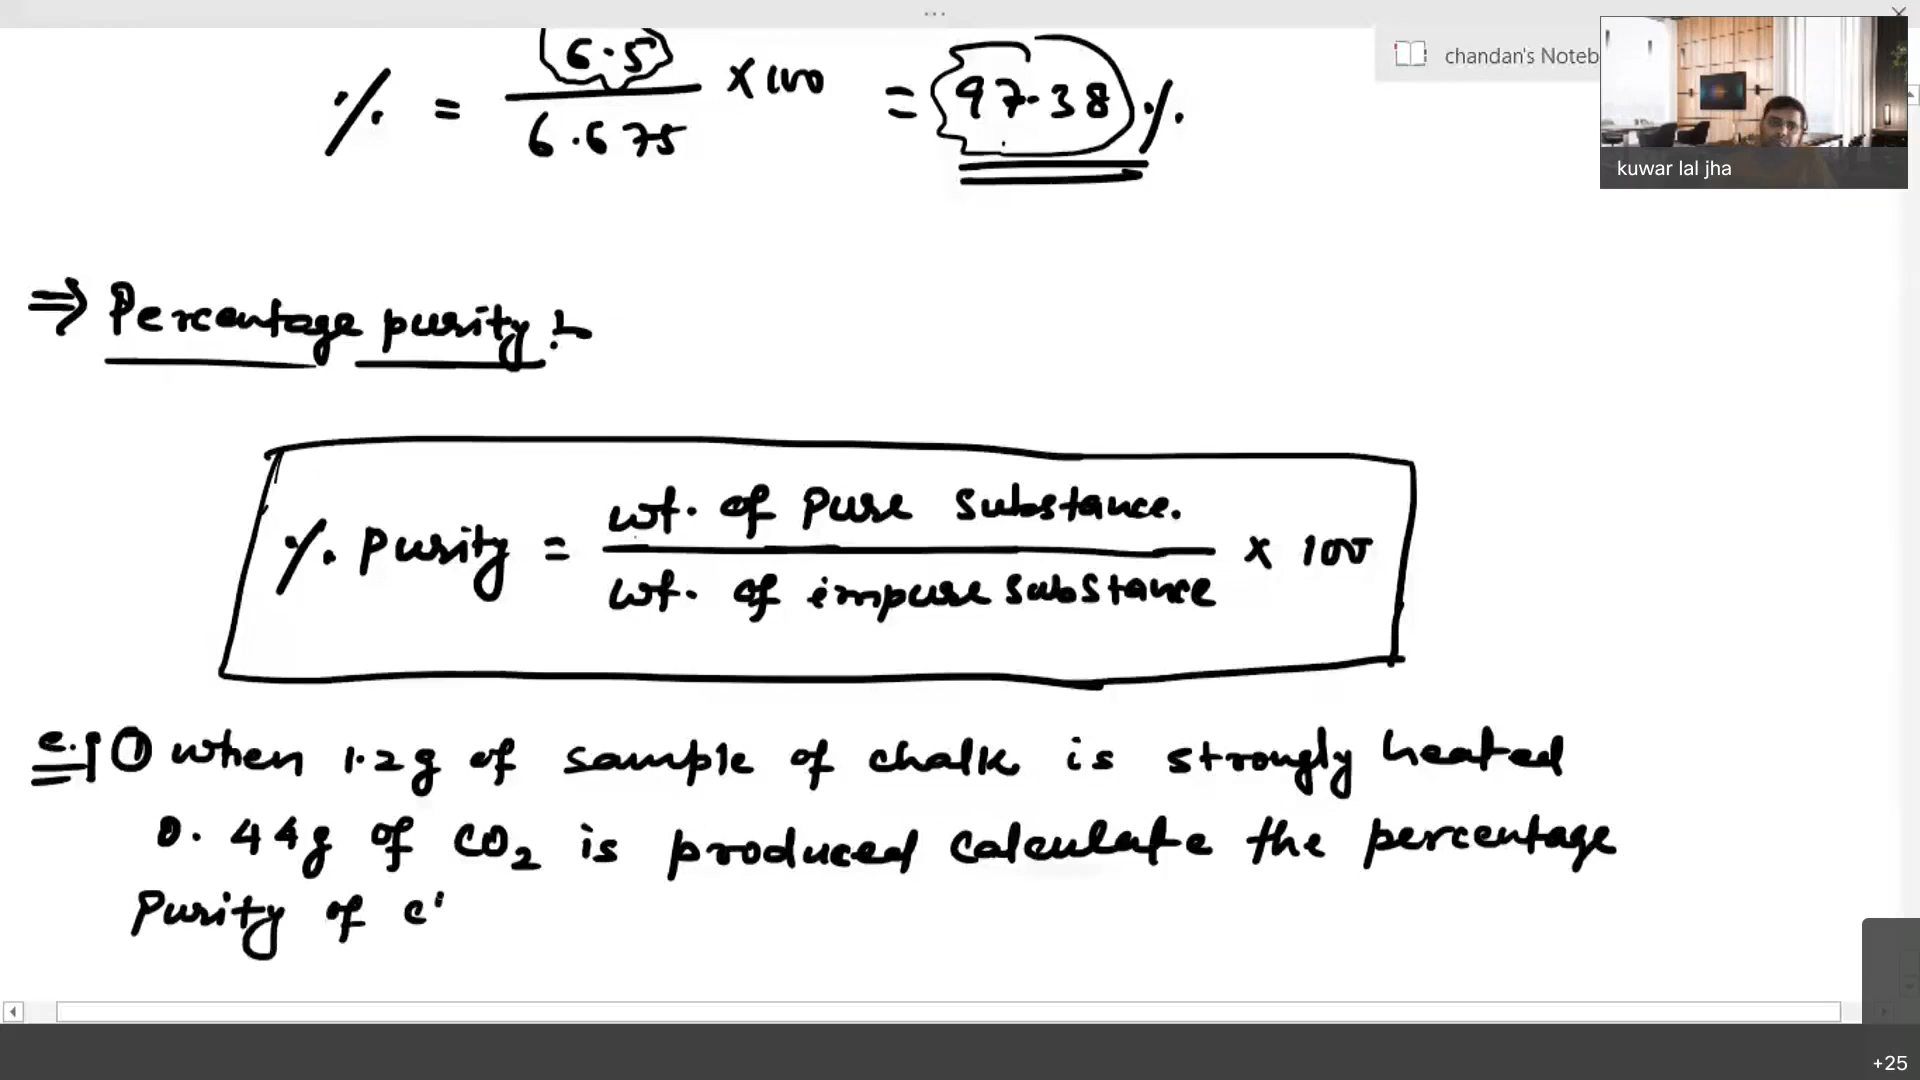 6.5
% = ——— × 100 = 97.38 %.
6.675
chandan's Noteb
kuwar lal jha
⇒ Percentage purity :-
wt. of Pure Substance.
% Purity = ——— × 100
wt. of impure Substance
e.g ① when 1.2g of sample of chalk is strongly heated
0.44g of CO₂ is produced calculate the percentage
Purity of c
+25